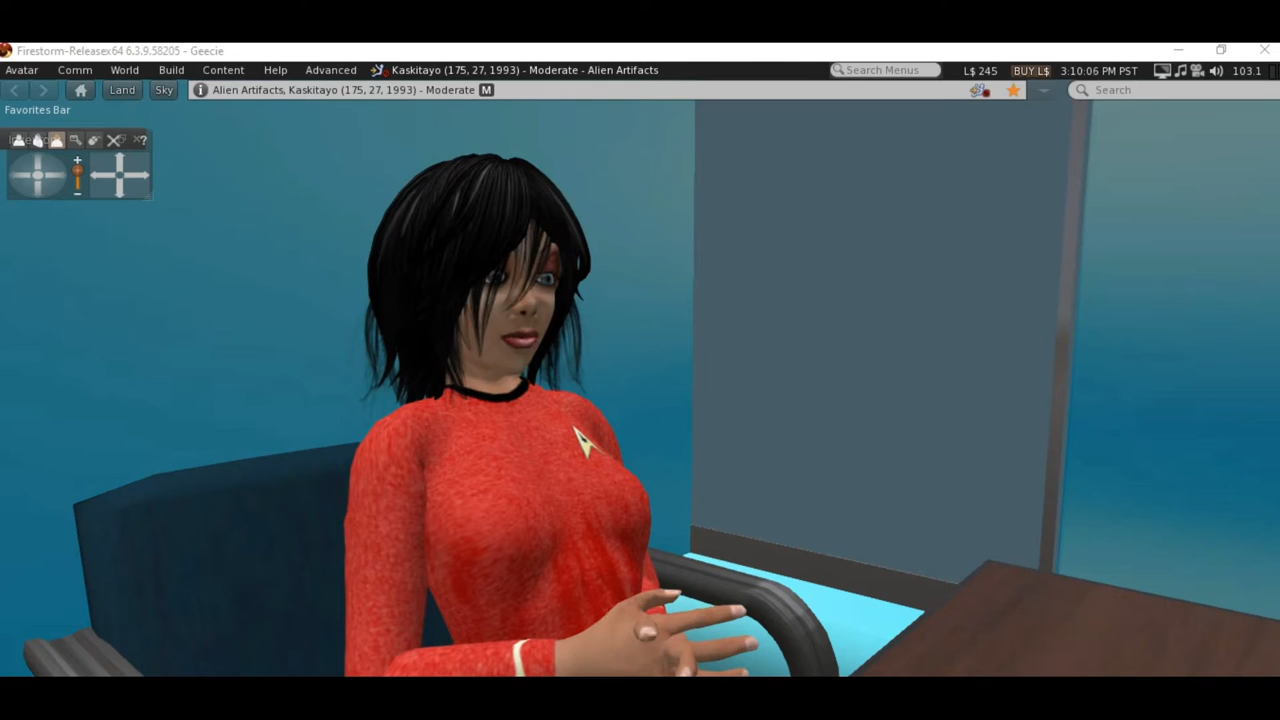 Firestorm-Releasex64 6.3.9.58205 - Geecie
Avatar Comm World Build Content Help Advanced Kaskitayo (175, 27, 1993) - Moderate - Alien Artifacts Search Menus L$ 245 BUY L$ 3:10:06 PM PST 103.1
Land Sky Alien Artifacts, Kaskitayo (175, 27, 1993) - Moderate M Search
Favorites Bar